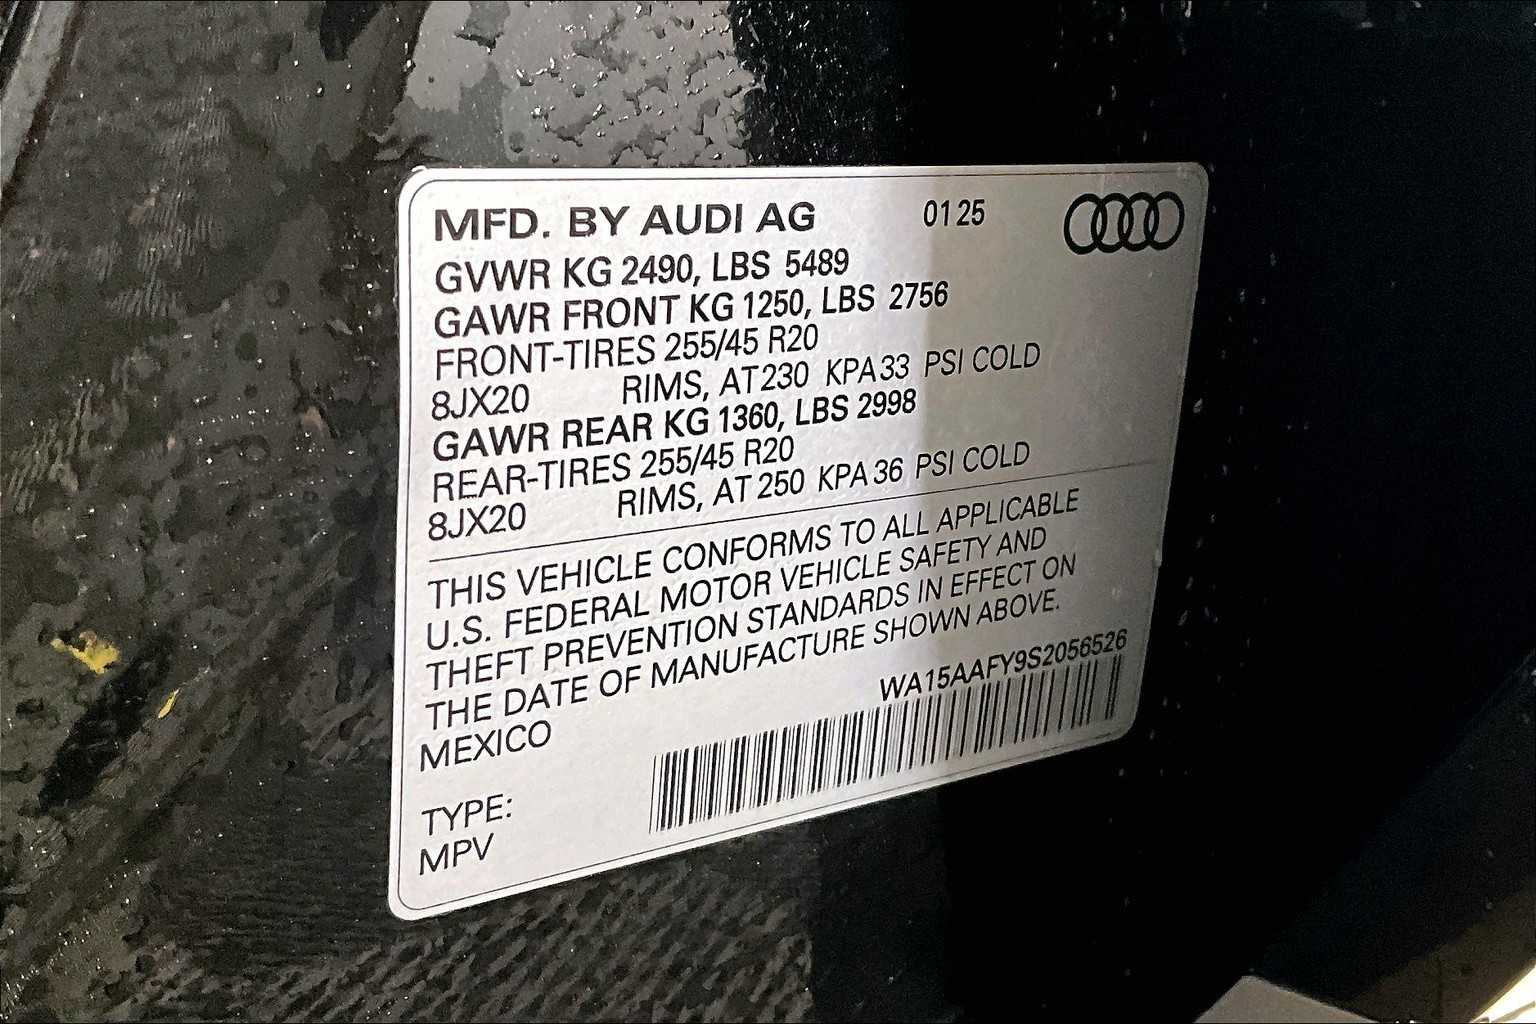 MFD. BY AUDI AG 01 25
GVWR KG 2490, LBS 5489
GAWR FRONT KG 1250, LBS 2756
FRONT-TIRES 255/45 R20
8JX20 RIMS, AT 230 KPA 33 PSI COLD
GAWR REAR KG 1360, LBS 2998
REAR-TIRES 255/45 R20
8JX20 RIMS, AT 250 KPA 36 PSI COLD
THIS VEHICLE CONFORMS TO ALL APPLICABLE
U.S. FEDERAL MOTOR VEHICLE SAFETY AND
THEFT PREVENTION STANDARDS IN EFFECT ON
THE DATE OF MANUFACTURE SHOWN ABOVE.
MEXICO WA15AAFY9S2056526
TYPE:
MPV